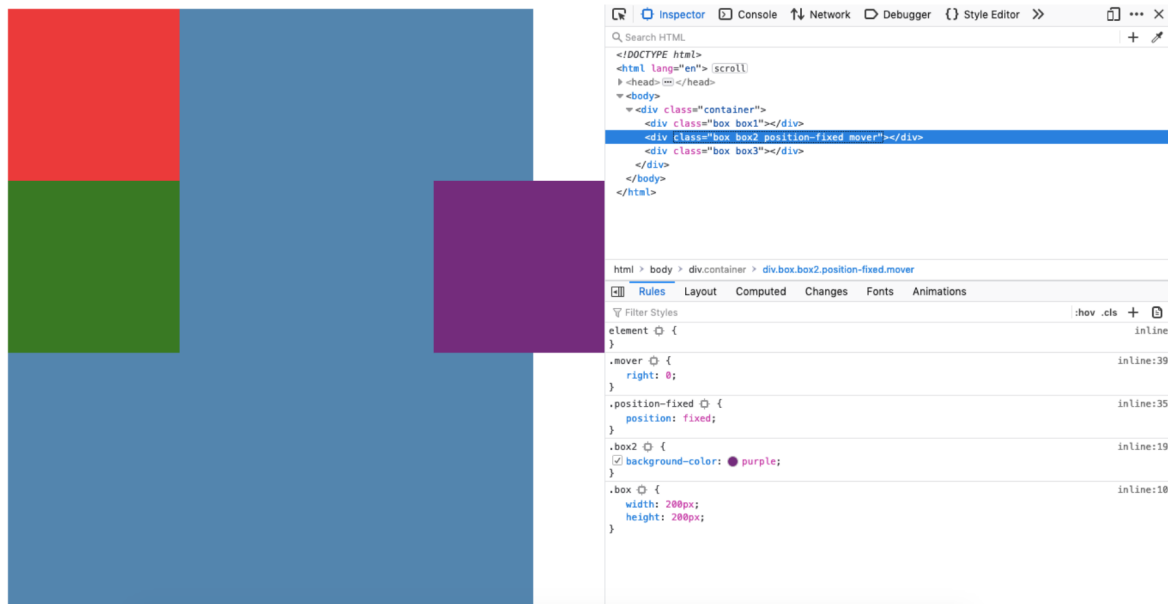 Inspector Console Network Debugger {} Style Editor
Search HTML +
<!DOCTYPE html>
<html lang="en"> scroll
<head> ••• </head>
<body>
<div class="container">
<div class="box box1"></div>
<div class="box box2 position-fixed mover"></div>
<div class="box box3"></div>
</div>
</body>
</html>
html > body > div.container > div.box.box2.position-fixed.mover
Rules Layout Computed Changes Fonts Animations
Filter Styles :hov .cls +
element { inline
}
.mover { inline:39
right: 0;
}
.position-fixed { inline:35
position: fixed;
}
.box2 { inline:19
background-color: purple;
}
.box { inline:10
width: 200px;
height: 200px;
}